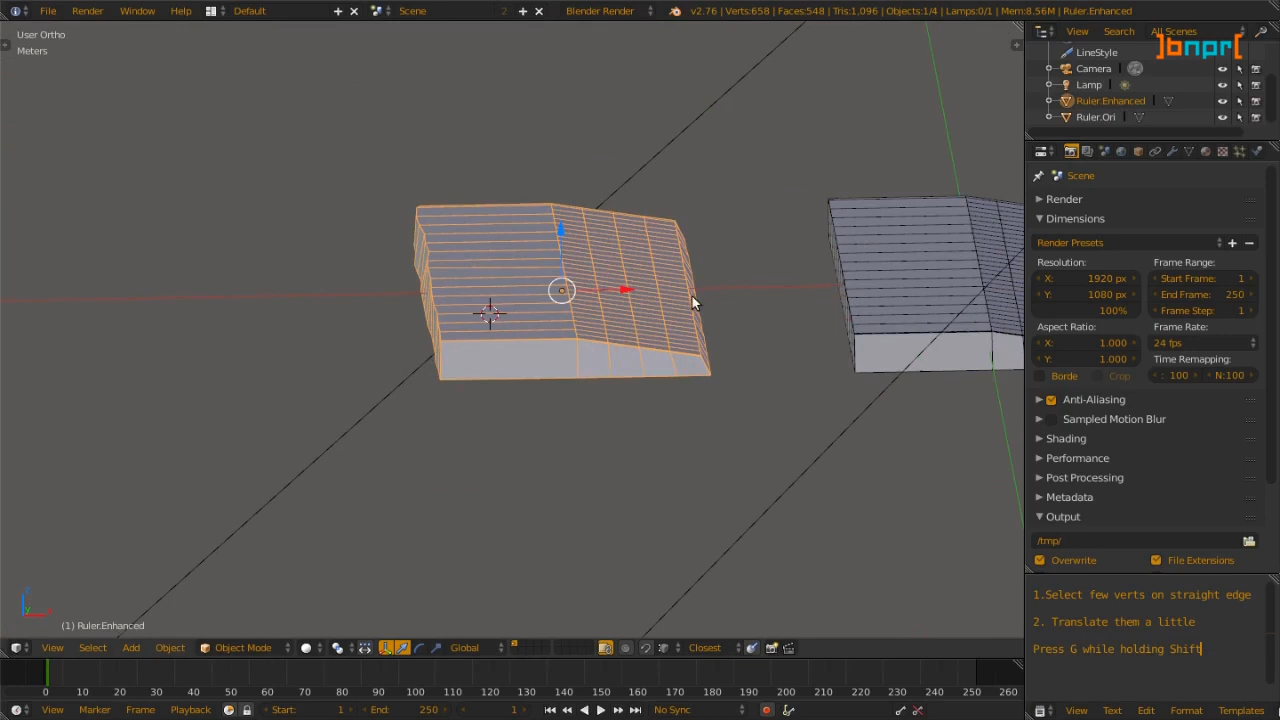 File Render Window Help Default Scene 2 Blender Render v2.76 | Verts:658 | Faces:548 | Tris:1,096 | Objects:1/4 | Lamps:0/1 | Mem:8.56M | Ruler.Enhanced
User Ortho
Meters
View Search All Scenes
]bnpr[
LineStyle
Camera
Lamp
Ruler.Enhanced
Ruler.Ori
Scene
Render
Dimensions
Render Presets
Resolution: Frame Range:
X: 1920 px Start Frame: 1
Y: 1080 px End Frame: 250
100% Frame Step: 1
Aspect Ratio: Frame Rate:
X: 1.000 24 fps
Y: 1.000 Time Remapping:
Borde Crop : 100 N:100
Anti-Aliasing
Sampled Motion Blur
Shading
Performance
Post Processing
Metadata
Output
/tmp/
Overwrite File Extensions
1.Select few verts on straight edge
2. Translate them a little
Press G while holding Shift
z
y x
(1) Ruler.Enhanced
View Select Add Object Object Mode Global Closest
0 10 20 30 40 50 60 70 80 90 100 110 120 130 140 150 160 170 180 190 200 210 220 230 240 250 260
View Marker Frame Playback Start: 1 End: 250 1 No Sync
View Text Edit Format Templates